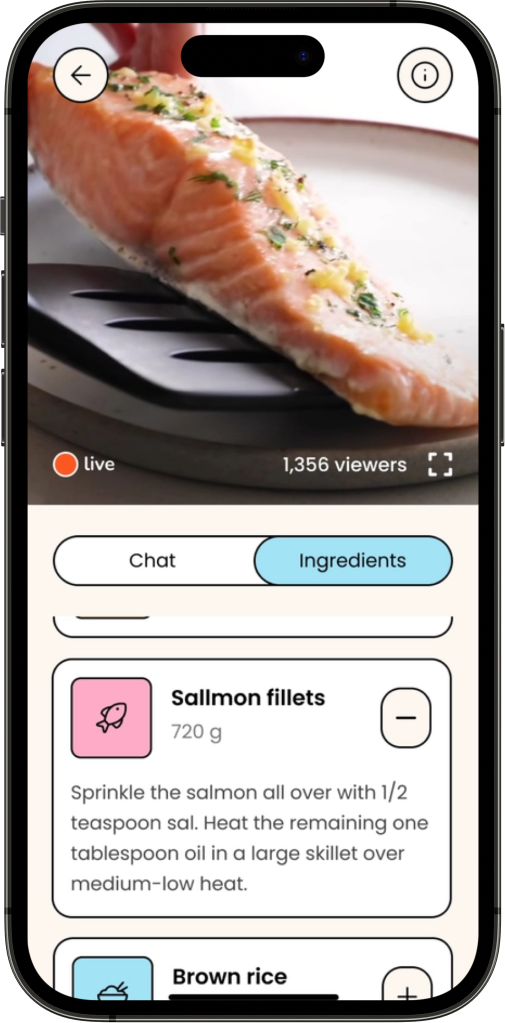 live
1,356 viewers
Chat
Ingredients
Sallmon fillets
720 g
Sprinkle the salmon all over with 1/2
teaspoon sal. Heat the remaining one
tablespoon oil in a large skillet over
medium-low heat.
Brown rice